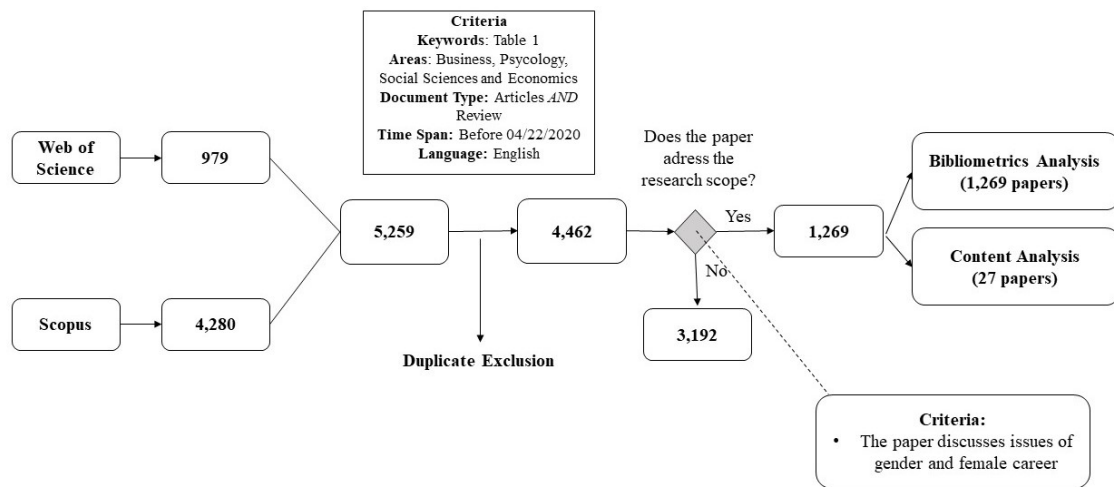 Criteria
Keywords: Table 1
Areas: Business, Psycology,
Social Sciences and Economics
Document Type: Articles AND
Review
Time Span: Before 04/22/2020
Language: English
Web of
Science
979
Scopus
4,280
5,259
Duplicate Exclusion
4,462
Does the paper
adress the
research scope?
Yes
No
3,192
1,269
Bibliometrics Analysis
(1,269 papers)
Content Analysis
(27 papers)
Criteria:
• The paper discusses issues of
gender and female career